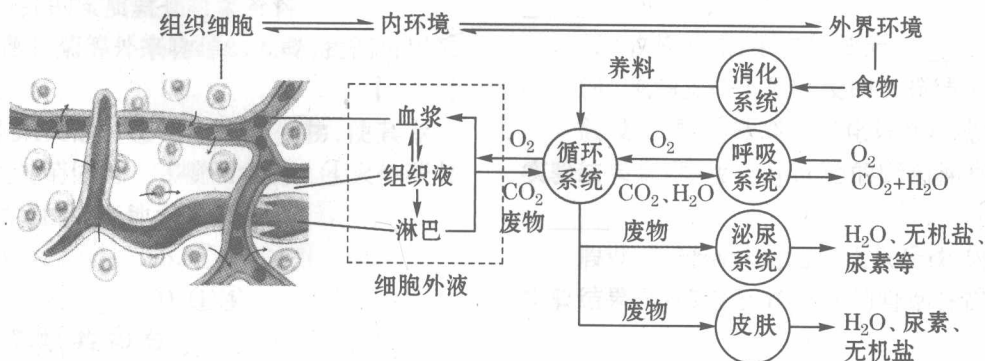 组织细胞
内环境
外界环境
养料
消化
系统
食物
血浆
组织液
淋巴
细胞外液
O₂
CO₂
废物
循环
系统
O₂
CO₂、H₂O
呼吸
系统
O₂
CO₂+H₂O
废物
泌尿
系统
H₂O、无机盐、
尿素等
废物
皮肤
H₂O、尿素、
无机盐